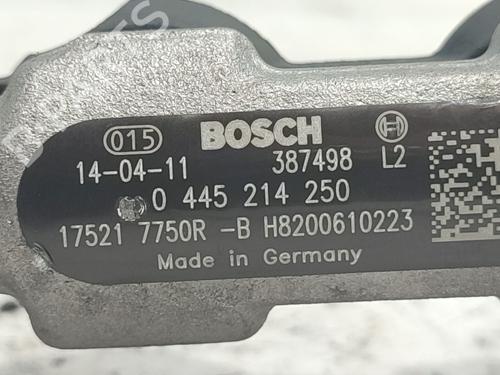 015 BOSCH
14-04-11 387498 L2
0 445 214 250
17521 7750R -B H8200610223
Made in Germany